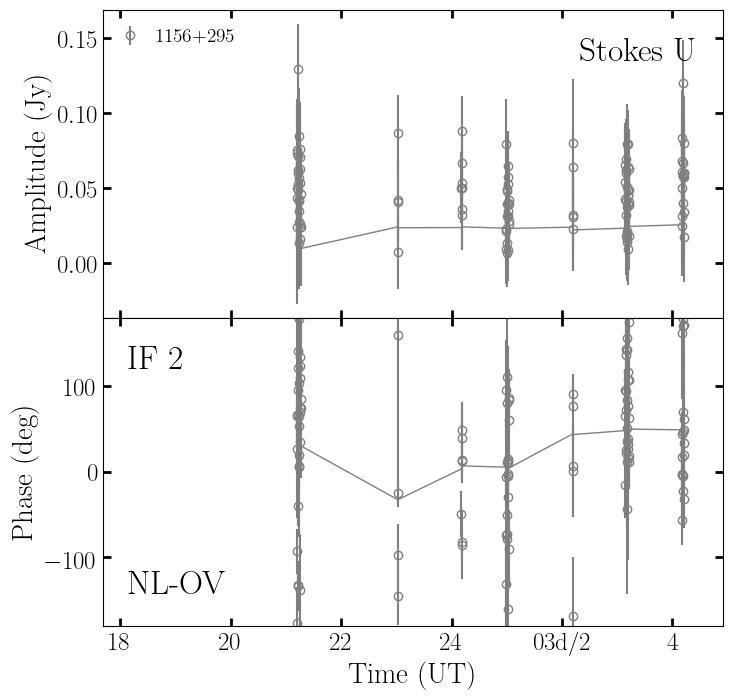 1156+295
Stokes U
0.15
0.10
0.05
0.00
Amplitude (Jy)
IF 2
100
0
−100
Phase (deg)
NL-OV
18
20
22
24
03d/2
4
Time (UT)